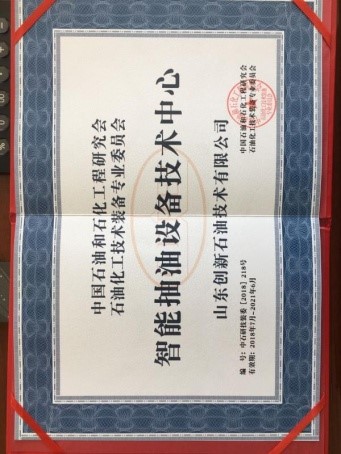 中国石油和石化工程研究会
石油化工技术装备专业委员会
智能抽油设备技术中心
山东创新石油技术有限公司
编 号：中石研技装委［2018］218号
有效期：2018年7月-2021年6月
中国石油和石化工程研究会
石油化工技术装备专业委员会